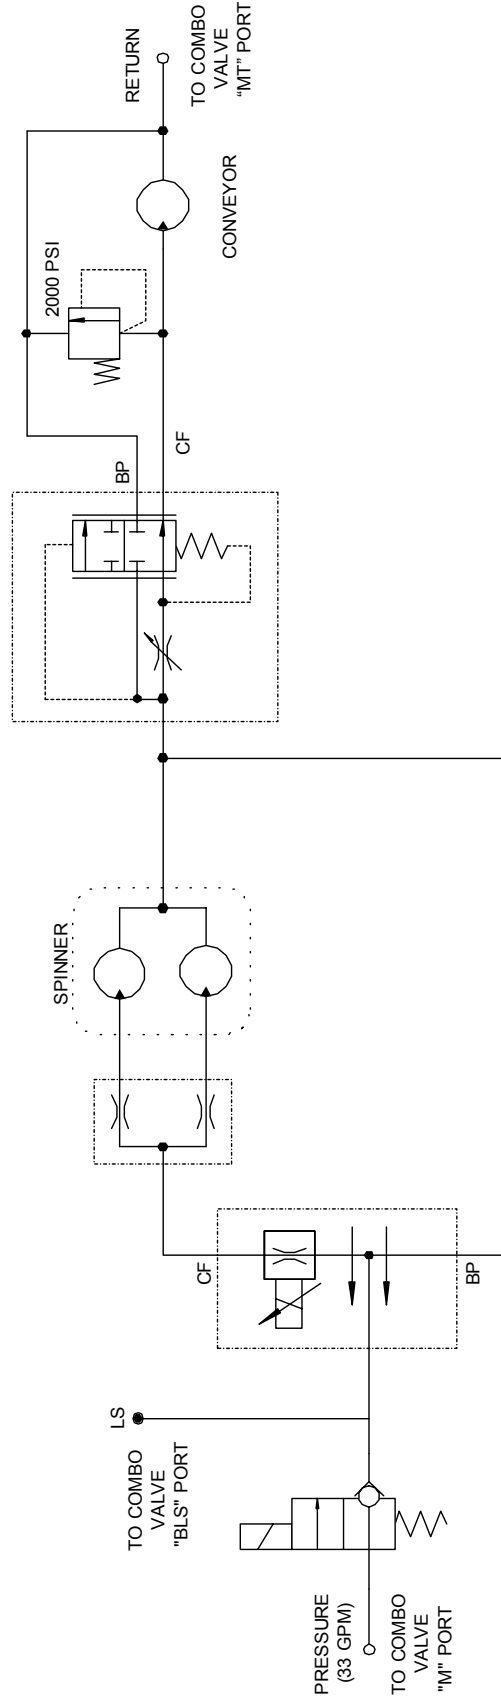 PRESSURE
(33 GPM)
TO COMBO
VALVE
"M" PORT
TO COMBO
VALVE
"BLS" PORT
LS
CF
BP
SPINNER
BP
CF
2000 PSI
CONVEYOR
RETURN
TO COMBO
VALVE
“MT” PORT